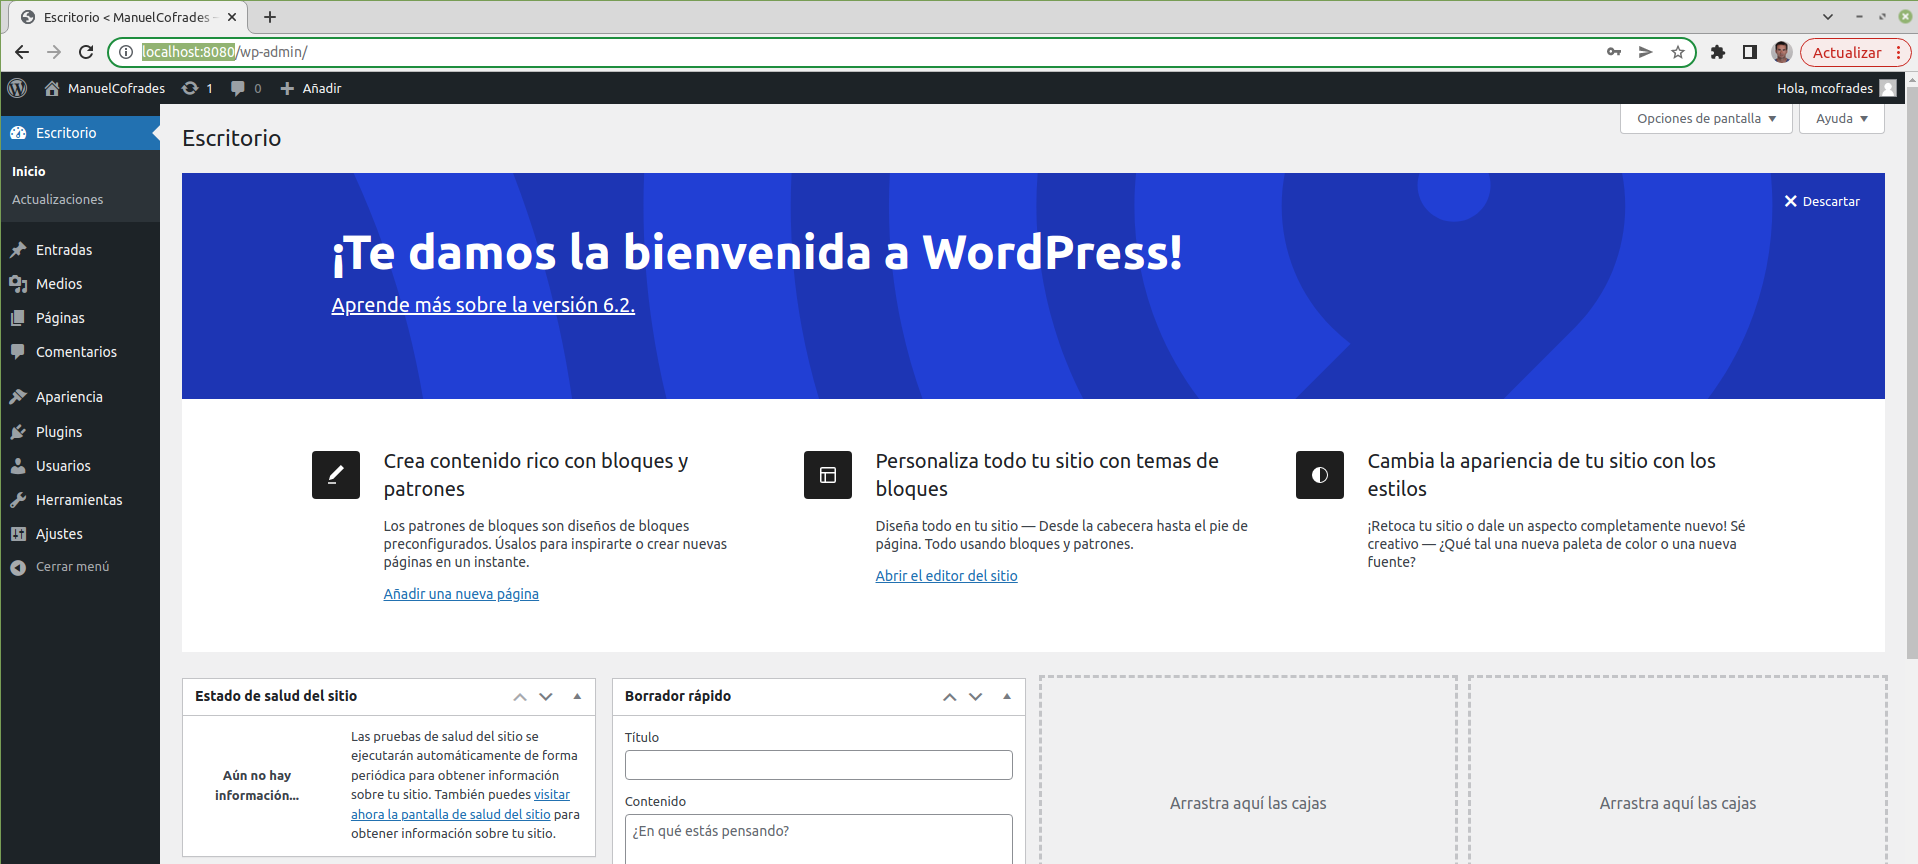 Escritorio < ManuelCofrades -
localhost:8080/wp-admin/
Actualizar
ManuelCofrades
1
0
Añadir
Hola, mcofrades
Escritorio
Inicio
Actualizaciones
Entradas
Medios
Páginas
Comentarios
Apariencia
Plugins
Usuarios
Herramientas
Ajustes
Cerrar menú
Escritorio
Opciones de pantalla
Ayuda
Descartar
¡Te damos la bienvenida a WordPress!
Aprende más sobre la versión 6.2.
Crea contenido rico con bloques y
patrones
Los patrones de bloques son diseños de bloques
preconfigurados. Úsalos para inspirarte o crear nuevas
páginas en un instante.
Añadir una nueva página
Personaliza todo tu sitio con temas de
bloques
Diseña todo en tu sitio — Desde la cabecera hasta el pie de
página. Todo usando bloques y patrones.
Abrir el editor del sitio
Cambia la apariencia de tu sitio con los
estilos
¡Retoca tu sitio o dale un aspecto completamente nuevo! Sé
creativo — ¿Qué tal una nueva paleta de color o una nueva
fuente?
Estado de salud del sitio
Aún no hay
información...
Las pruebas de salud del sitio se
ejecutarán automáticamente de forma
periódica para obtener información
sobre tu sitio. También puedes visitar
ahora la pantalla de salud del sitio para
obtener información sobre tu sitio.
Borrador rápido
Título
Contenido
¿En qué estás pensando?
Arrastra aquí las cajas
Arrastra aquí las cajas